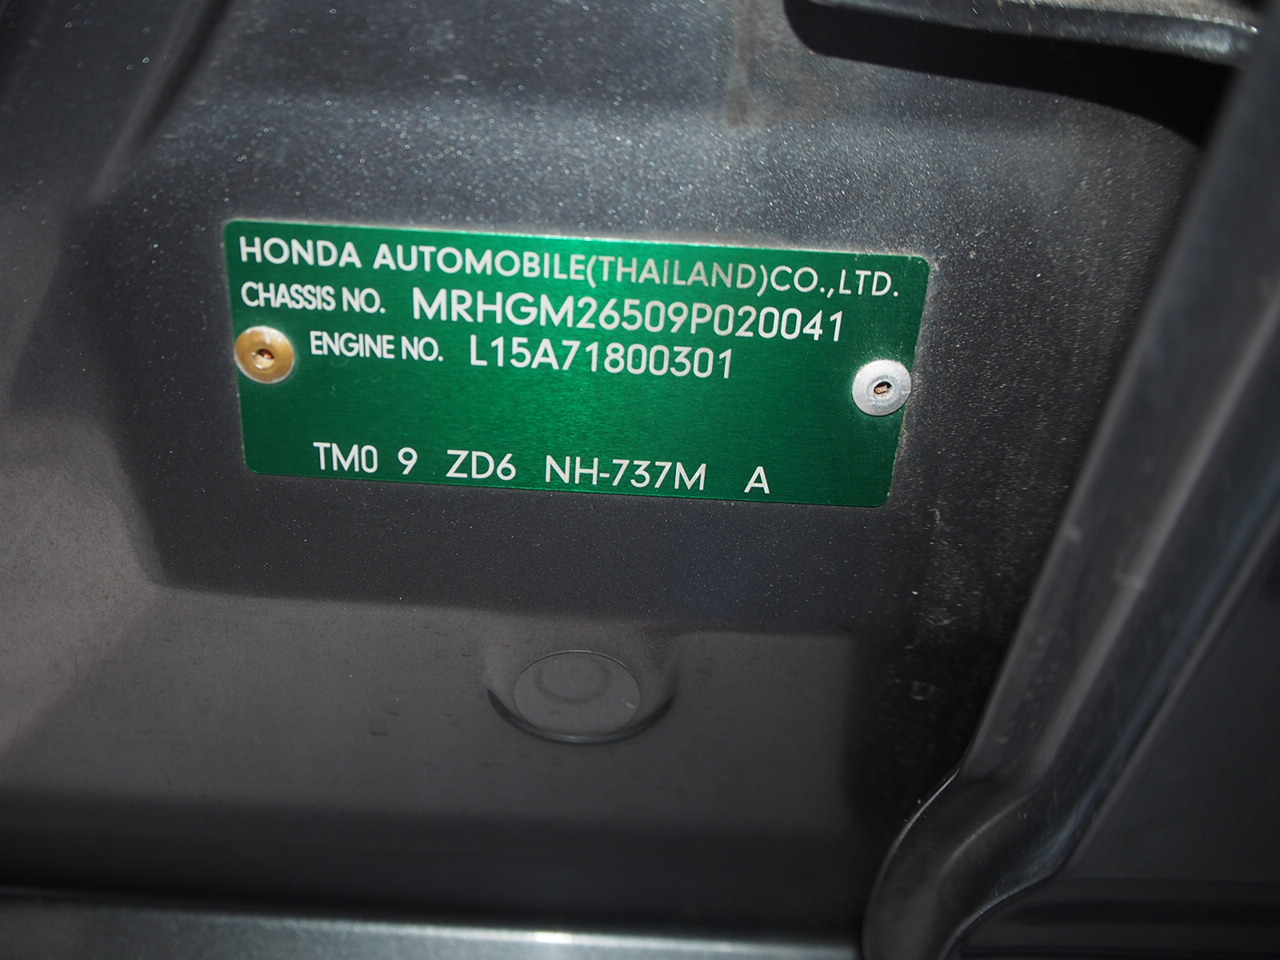 HONDA AUTOMOBILE(THAILAND)CO.,LTD.
CHASSIS NO. MRHGM26509P020041
ENGINE NO. L15A71800301
TM0 9 ZD6 NH-737M A